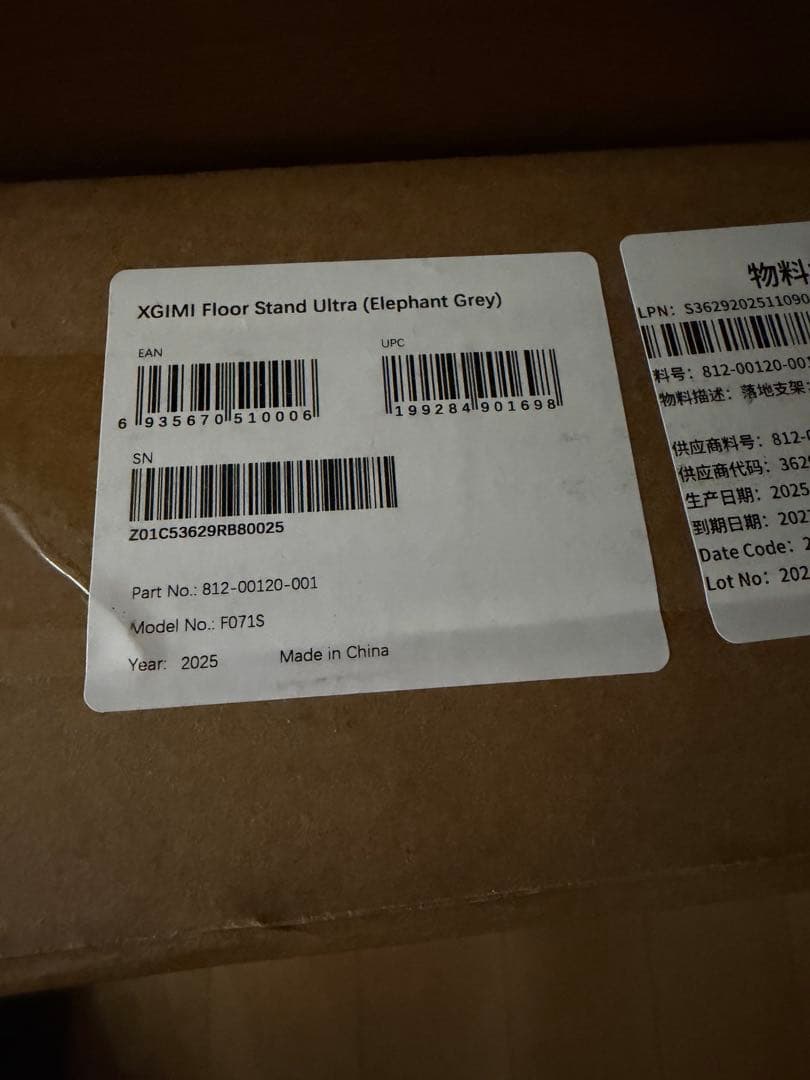 XGIMI Floor Stand Ultra (Elephant Grey)
EAN
6 935670 510006
UPC
199284 901698
SN
Z01C53629RB80025
Part No.: 812-00120-001
Model No.: F071S
Year: 2025 Made in China
物料
LPN: S3629202511090
料号: 812-00120-001
物料描述: 落地支架
供应商料号: 812-0
供应商代码: 3629
生产日期: 2025
到期日期: 202
Date Code: 2
Lot No: 202